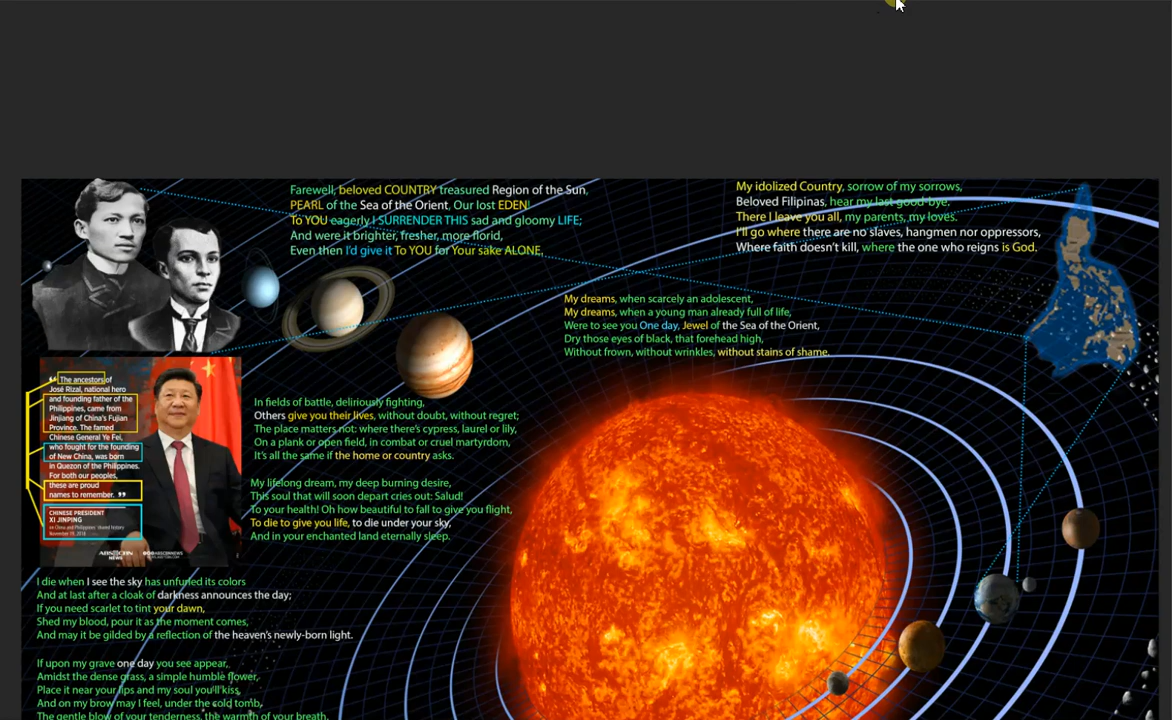 Farewell, beloved COUNTRY treasured Region of the Sun,
PEARL of the Sea of the Orient, Our lost EDEN!
To YOU eagerly I SURRENDER THIS sad and gloomy LIFE;
And were it brighter, fresher, more florid,
Even then I'd give it To YOU for Your sake ALONE,
My idolized Country, sorrow of my sorrows,
Beloved Filipinas, hear my last good-bye.
There I leave you all, my parents, my loves.
I'll go where there are no slaves, hangmen nor oppressors,
Where faith doesn't kill, where the one who reigns is God.
My dreams, when scarcely an adolescent,
My dreams, when a young man already full of life,
Were to see you One day, Jewel of the Sea of the Orient,
Dry those eyes of black, that forehead high,
Without frown, without wrinkles, without stains of shame.
“ The ancestors of
José Rizal, national hero
and founding father of the
Philippines, came from
Jinjiang of China's Fujian
Province. The famed
Chinese General Ye Fei,
who fought for the founding
of New China, was born
in Quezon of the Philippines.
For both our peoples,
these are proud
names to remember. ”
CHINESE PRESIDENT
XI JINPING
on China and Philippines' shared history
November 19, 2018
ABS-CBN NEWS
ABSCBNNEWS
In fields of battle, deliriously fighting,
Others give you their lives, without doubt, without regret;
The place matters not: where there's cypress, laurel or lily,
On a plank or open field, in combat or cruel martyrdom,
It's all the same if the home or country asks.
My lifelong dream, my deep burning desire,
This soul that will soon depart cries out: Salud!
To your health! Oh how beautiful to fall to give you flight,
To die to give you life, to die under your sky,
And in your enchanted land eternally sleep.
I die when I see the sky has unfurled its colors
And at last after a cloak of darkness announces the day;
If you need scarlet to tint your dawn,
Shed my blood, pour it as the moment comes,
And may it be gilded by a reflection of the heaven's newly-born light.
If upon my grave one day you see appear,
Amidst the dense grass, a simple humble flower,
Place it near your lips and my soul you'll kiss,
And on my brow may I feel, under the cold tomb,
The gentle blow of your tenderness, the warmth of your breath.